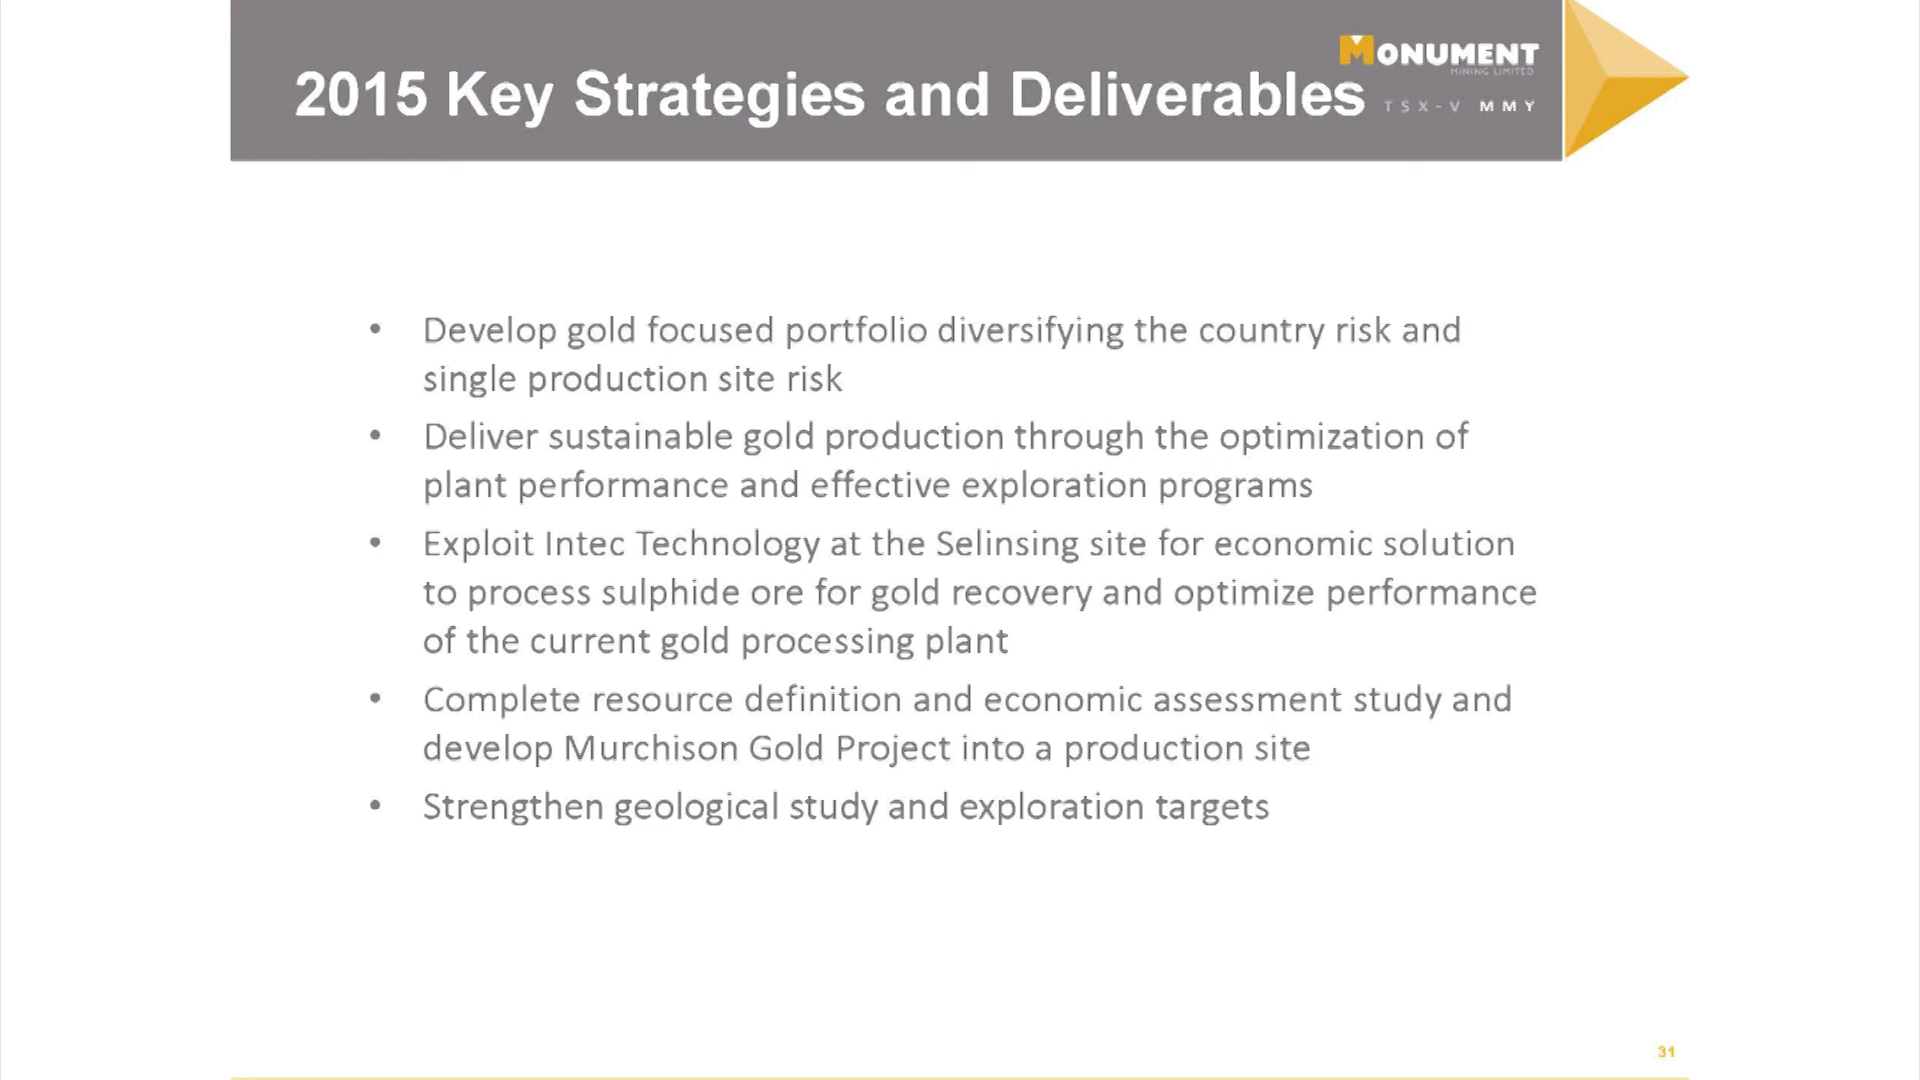 MONUMENT
MINING LIMITED
2015 Key Strategies and Deliverables
TSX-V MMY
• Develop gold focused portfolio diversifying the country risk and
single production site risk
• Deliver sustainable gold production through the optimization of
plant performance and effective exploration programs
• Exploit Intec Technology at the Selinsing site for economic solution
to process sulphide ore for gold recovery and optimize performance
of the current gold processing plant
• Complete resource definition and economic assessment study and
develop Murchison Gold Project into a production site
• Strengthen geological study and exploration targets
31